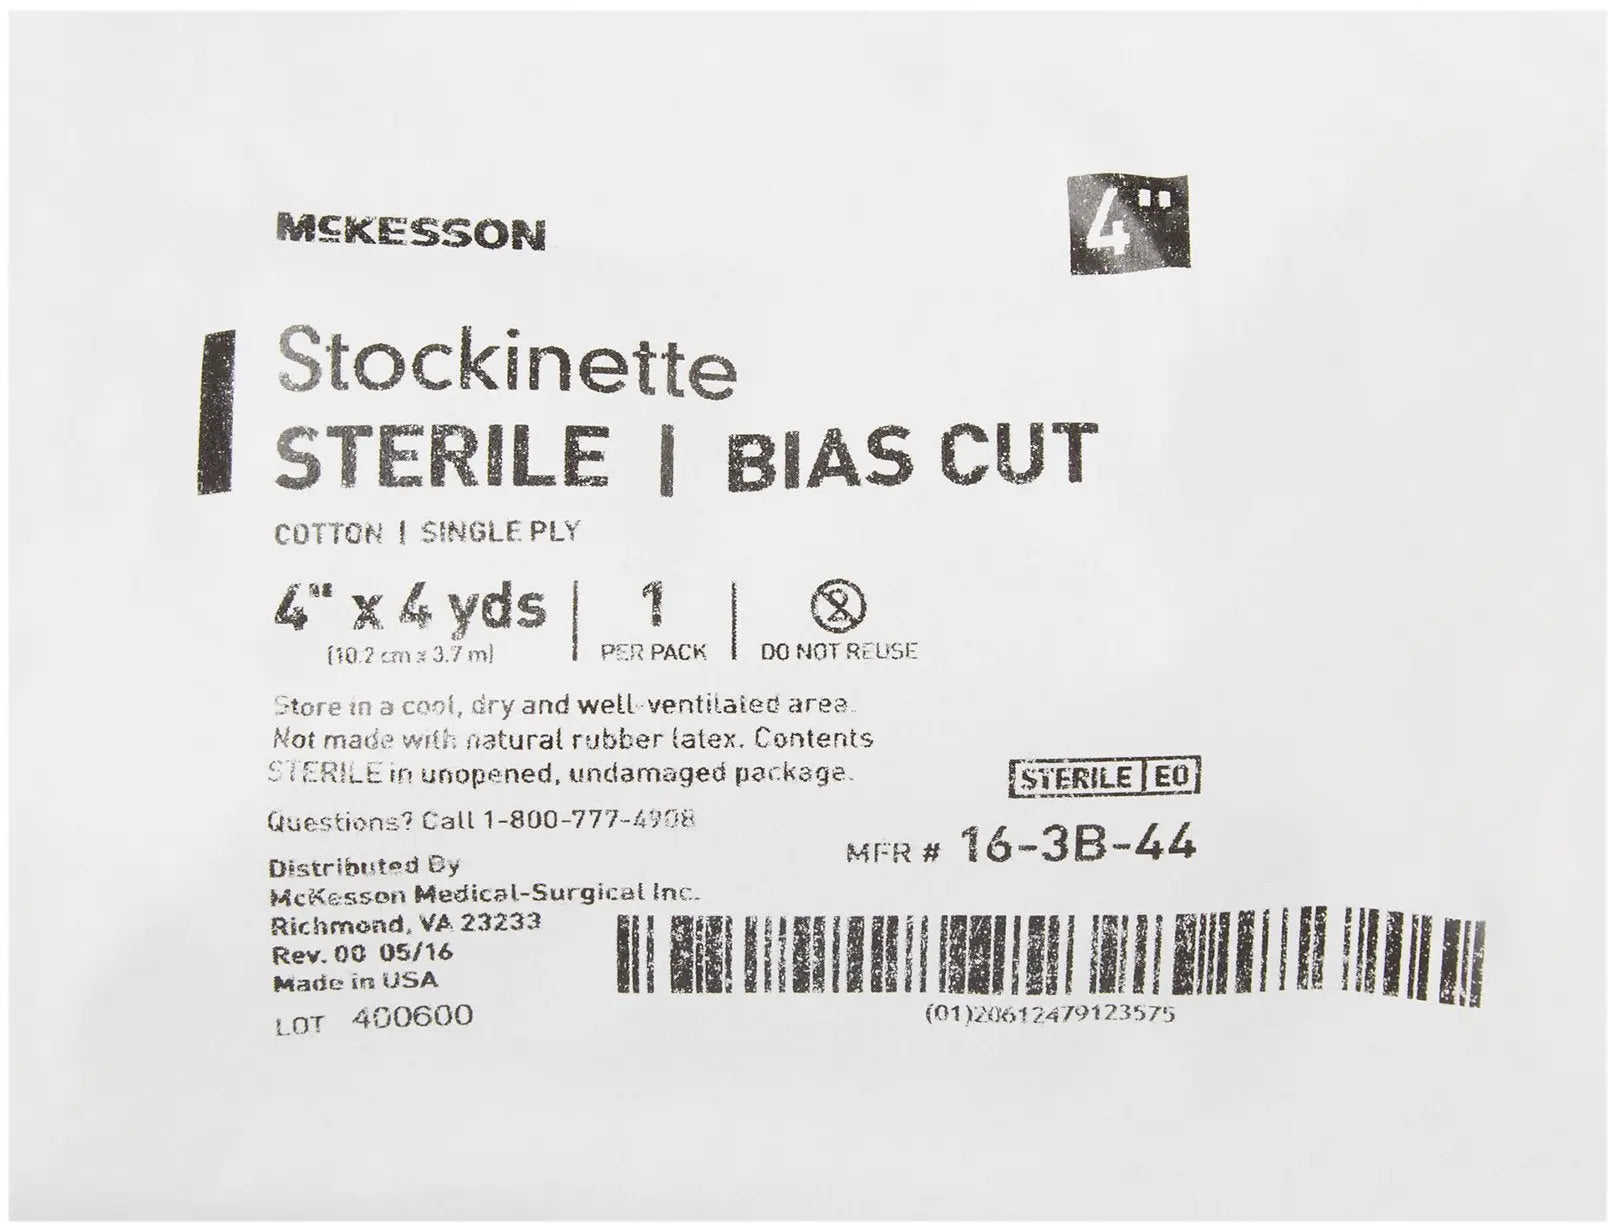 McKESSON
4"
Stockinette
STERILE | BIAS CUT
COTTON | SINGLE PLY
4" x 4 yds | 1 PER PACK | DO NOT REUSE
(10.2 cm x 3.7 m)
Store in a cool, dry and well-ventilated area.
Not made with natural rubber latex. Contents
STERILE in unopened, undamaged package.
STERILE EO
Questions? Call 1-800-777-4908
MFR # 16-3B-44
Distributed By
McKesson Medical-Surgical Inc.
Richmond, VA 23233
Rev. 00 05/16
Made in USA
LOT 400600
(01)20612479123575